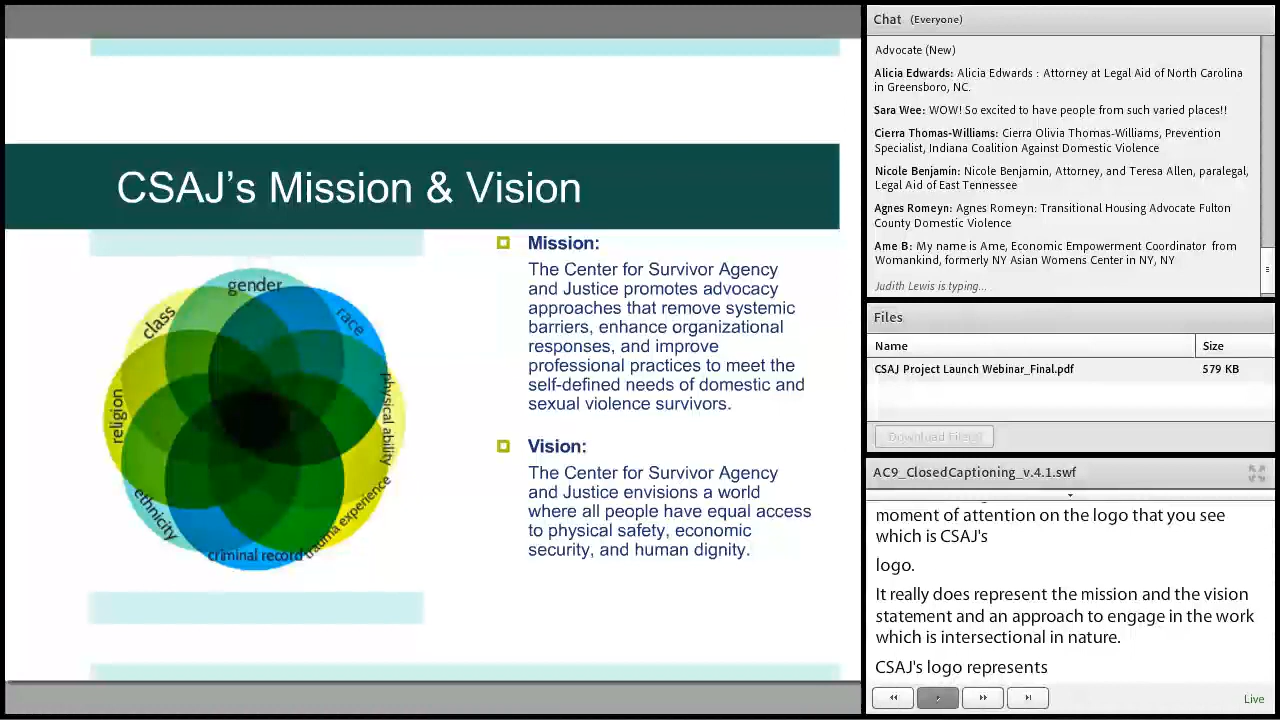 CSAJ's Mission & Vision
gender
race
class
physical ability
religion
trauma experience
ethnicity
criminal record
Mission:
The Center for Survivor Agency
and Justice promotes advocacy
approaches that remove systemic
barriers, enhance organizational
responses, and improve
professional practices to meet the
self-defined needs of domestic and
sexual violence survivors.
Vision:
The Center for Survivor Agency
and Justice envisions a world
where all people have equal access
to physical safety, economic
security, and human dignity.
Chat (Everyone)
Advocate (New)
Alicia Edwards: Alicia Edwards : Attorney at Legal Aid of North Carolina
in Greensboro, NC.
Sara Wee: WOW! So excited to have people from such varied places!!
Cierra Thomas-Williams: Cierra Olivia Thomas-Williams, Prevention
Specialist, Indiana Coalition Against Domestic Violence
Nicole Benjamin: Nicole Benjamin, Attorney, and Teresa Allen, paralegal,
Legal Aid of East Tennessee
Agnes Romeyn: Agnes Romeyn: Transitional Housing Advocate Fulton
County Domestic Violence
Ame B: My name is Ame, Economic Empowerment Coordinator from
Womankind, formerly NY Asian Womens Center in NY, NY
Judith Lewis is typing...
Files
Name Size
CSAJ Project Launch Webinar_Final.pdf 579 KB
Download File(s)
AC9_ClosedCaptioning_v.4.1.swf
moment of attention on the logo that you see
which is CSAJ's
logo.
It really does represent the mission and the vision
statement and an approach to engage in the work
which is intersectional in nature.
CSAJ's logo represents
Live